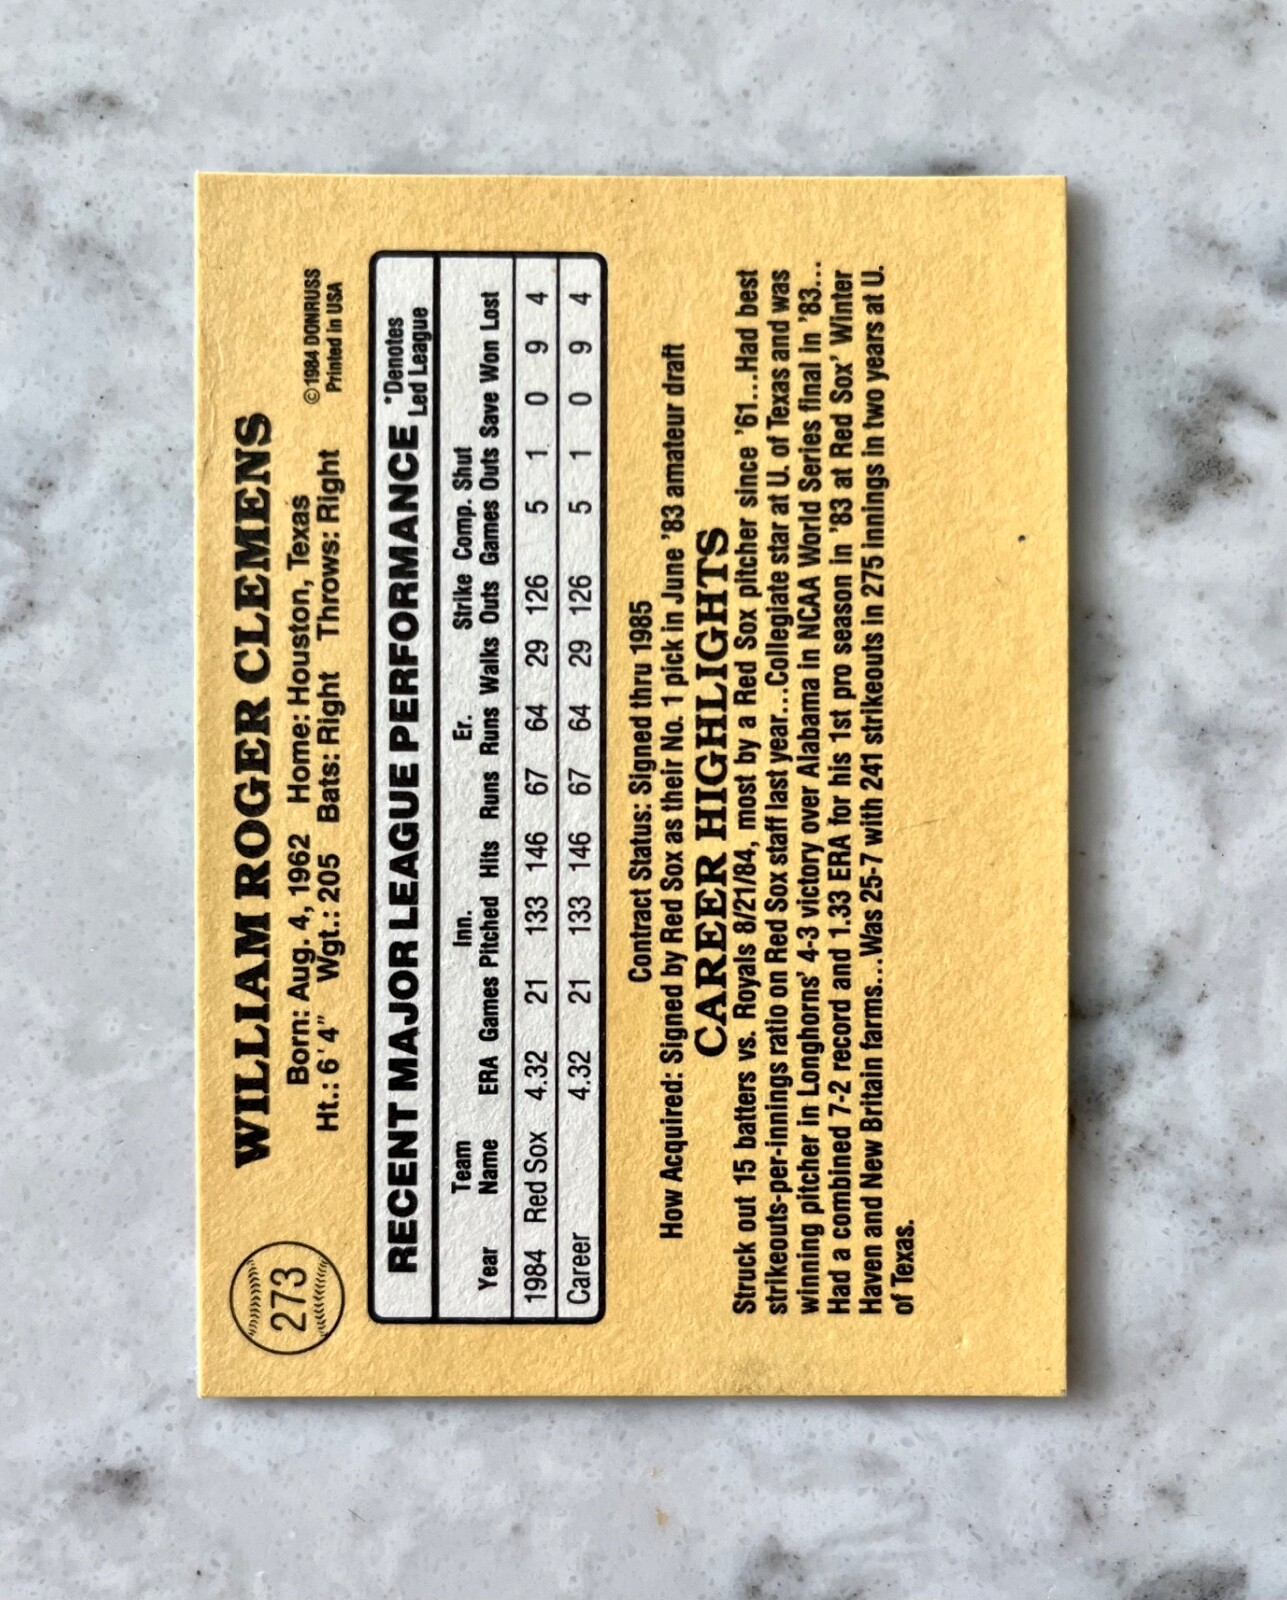 273
WILLIAM ROGER CLEMENS
Born: Aug. 4, 1962 Home: Houston, Texas
Ht.: 6'4" Wgt.: 205 Bats: Right Throws: Right
©1984 DONRUSS
Printed in USA
RECENT MAJOR LEAGUE PERFORMANCE *Denotes
Led League
Team Inn. Er. Strike Comp. Shut
Year Name ERA Games Pitched Hits Runs Runs Walks Outs Games Outs Save Won Lost
1984 Red Sox 4.32 21 133 146 67 64 29 126 5 1 0 9 4
Career 4.32 21 133 146 67 64 29 126 5 1 0 9 4
Contract Status: Signed thru 1985
How Acquired: Signed by Red Sox as their No. 1 pick in June '83 amateur draft
CAREER HIGHLIGHTS
Struck out 15 batters vs. Royals 8/21/84, most by a Red Sox pitcher since '61...Had best
strikeouts-per-innings ratio on Red Sox staff last year...Collegiate star at U. of Texas and was
winning pitcher in Longhorns' 4-3 victory over Alabama in NCAA World Series final in '83...
Had a combined 7-2 record and 1.33 ERA for his 1st pro season in '83 at Red Sox' Winter
Haven and New Britain farms...Was 25-7 with 241 strikeouts in 275 innings in two years at U.
of Texas.